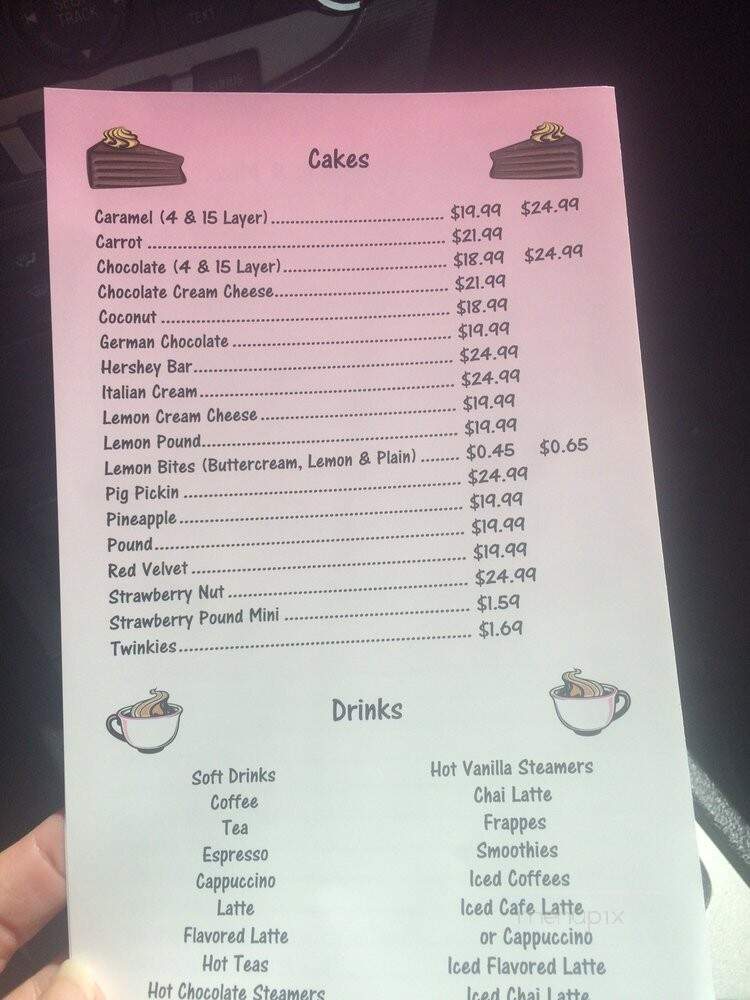 SEEK
TRACK
TEXT
Cakes
Caramel (4 & 15 Layer) $19.99 $24.99
Carrot $21.99
Chocolate (4 & 15 Layer) $18.99 $24.99
Chocolate Cream Cheese $21.99
Coconut $18.99
German Chocolate $19.99
Hershey Bar $24.99
Italian Cream $24.99
Lemon Cream Cheese $19.99
Lemon Pound $19.99
Lemon Bites (Buttercream, Lemon & Plain) $0.45 $0.65
Pig Pickin $24.99
Pineapple $19.99
Pound $19.99
Red Velvet $19.99
Strawberry Nut $24.99
Strawberry Pound Mini $1.59
Twinkies $1.69
Drinks
Soft Drinks
Coffee
Tea
Espresso
Cappuccino
Latte
Flavored Latte
Hot Teas
Hot Chocolate Steamers
Hot Vanilla Steamers
Chai Latte
Frappes
Smoothies
Iced Coffees
Iced Cafe Latte
or Cappuccino
Iced Flavored Latte
Iced Chai Latte
menupix